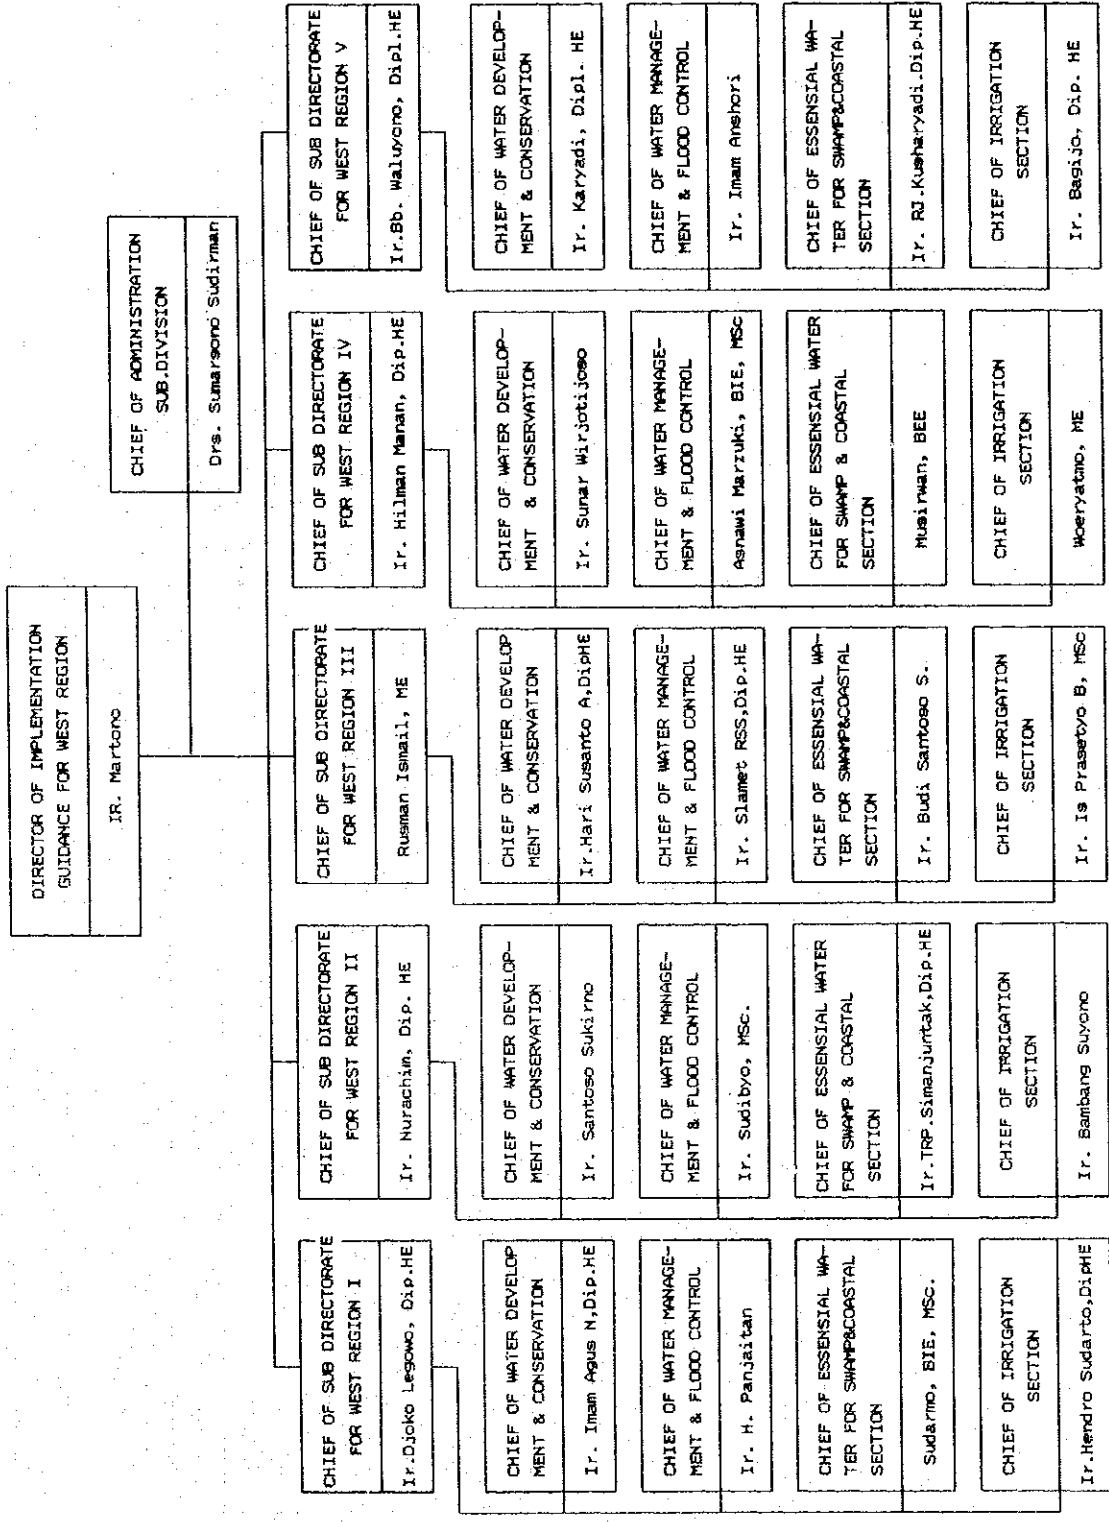 DIRECTOR OF IMPLEMENTATION
GUIDANCE FOR WEST REGION
IR. Martono
CHIEF OF ADMINISTRATION
SUB.DIVISION
Drs. Sumarsono Sudirman
CHIEF OF SUB DIRECTORATE
FOR WEST REGION I
Ir.Djoko Legowo, Dip.HE
CHIEF OF WATER DEVELOP
MENT & CONSERVATION
Ir. Imam Agus N,Dip.HE
CHIEF OF WATER MANAGE-
MENT & FLOOD CONTROL
Ir. H. Panjaitan
CHIEF OF ESSENSIAL WA-
TER FOR SWAMP&COASTAL
SECTION
Sudarmo, BIE, MSc.
CHIEF OF IRRIGATION
SECTION
Ir.Hendro Sudarto,DipHE
CHIEF OF SUB DIRECTORATE
FOR WEST REGION II
Ir. Nurachim, Dip. HE
CHIEF OF WATER DEVELOP-
MENT & CONSERVATION
Ir. Santoso Sukirno
CHIEF OF WATER MANAGE-
MENT & FLOOD CONTROL
Ir. Sudibyo, MSc.
CHIEF OF ESSENSIAL WATER
FOR SWAMP & COASTAL
SECTION
Ir.TRP.Simanjuntak,Dip.HE
CHIEF OF IRRIGATION
SECTION
Ir. Bambang Suyono
CHIEF OF SUB DIRECTORATE
FOR WEST REGION III
Rusman Ismail, ME
CHIEF OF WATER DEVELOP
MENT & CONSERVATION
Ir.Hari Susanto A,DipHE
CHIEF OF WATER MANAGE-
MENT & FLOOD CONTROL
Ir. Slamet RSS,Dip.HE
CHIEF OF ESSENSIAL WA-
TER FOR SWAMP&COASTAL
SECTION
Ir. Budi Santoso S.
CHIEF OF IRRIGATION
SECTION
Ir. Is Prasetyo B, MSc
CHIEF OF SUB DIRECTORATE
FOR WEST REGION IV
Ir. Hilman Manan, Dip.HE
CHIEF OF WATER DEVELOP-
MENT & CONSERVATION
Ir. Sunar Wirjotijoso
CHIEF OF WATER MANAGE-
MENT & FLOOD CONTROL
Asnawi Marzuki, BIE, MSc
CHIEF OF ESSENSIAL WATER
FOR SWAMP & COASTAL
SECTION
Musirwan, BEE
CHIEF OF IRRIGATION
SECTION
Woeryatmo, ME
CHIEF OF SUB DIRECTORATE
FOR WEST REGION V
Ir.Bb. Waluyono, Dipl.HE
CHIEF OF WATER DEVELOP-
MENT & CONSERVATION
Ir. Karyadi, Dipl. HE
CHIEF OF WATER MANAGE-
MENT & FLOOD CONTROL
Ir. Imam Anshori
CHIEF OF ESSENSIAL WA-
TER FOR SWAMP&COASTAL
SECTION
Ir. RJ.Kusharyadi.Dip.HE
CHIEF OF IRRIGATION
SECTION
Ir. Bagijo, Dip. HE